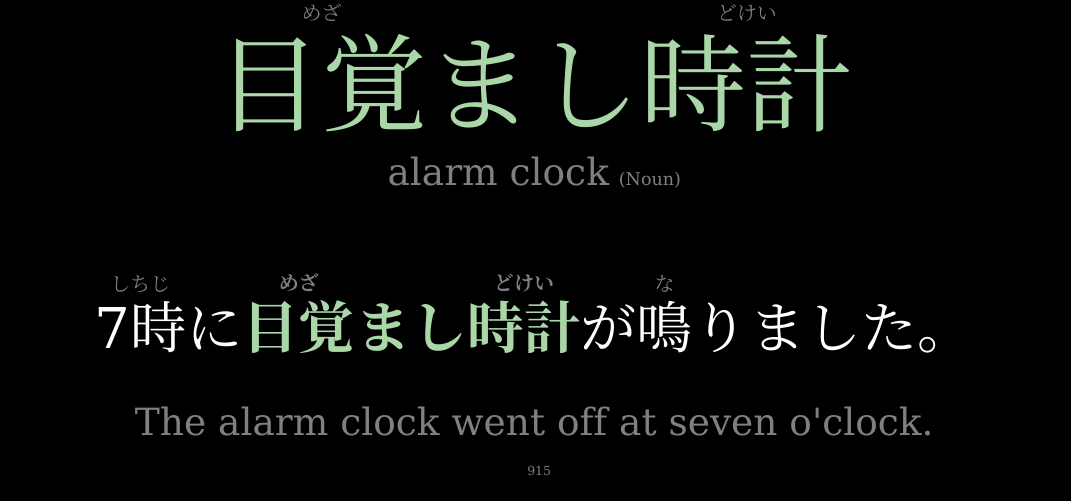 めざ どけい
目覚まし時計
alarm clock (Noun)
しちじ めざ どけい な
7時に目覚まし時計が鳴りました。
The alarm clock went off at seven o'clock.
915